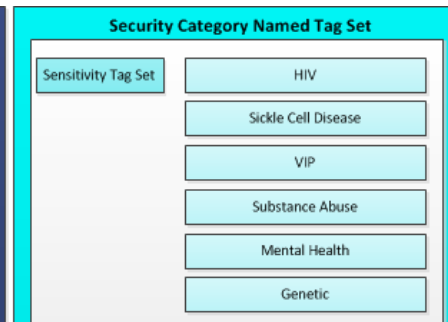 Security Category Named Tag Set
Sensitivity Tag Set
HIV
Sickle Cell Disease
VIP
Substance Abuse
Mental Health
Genetic